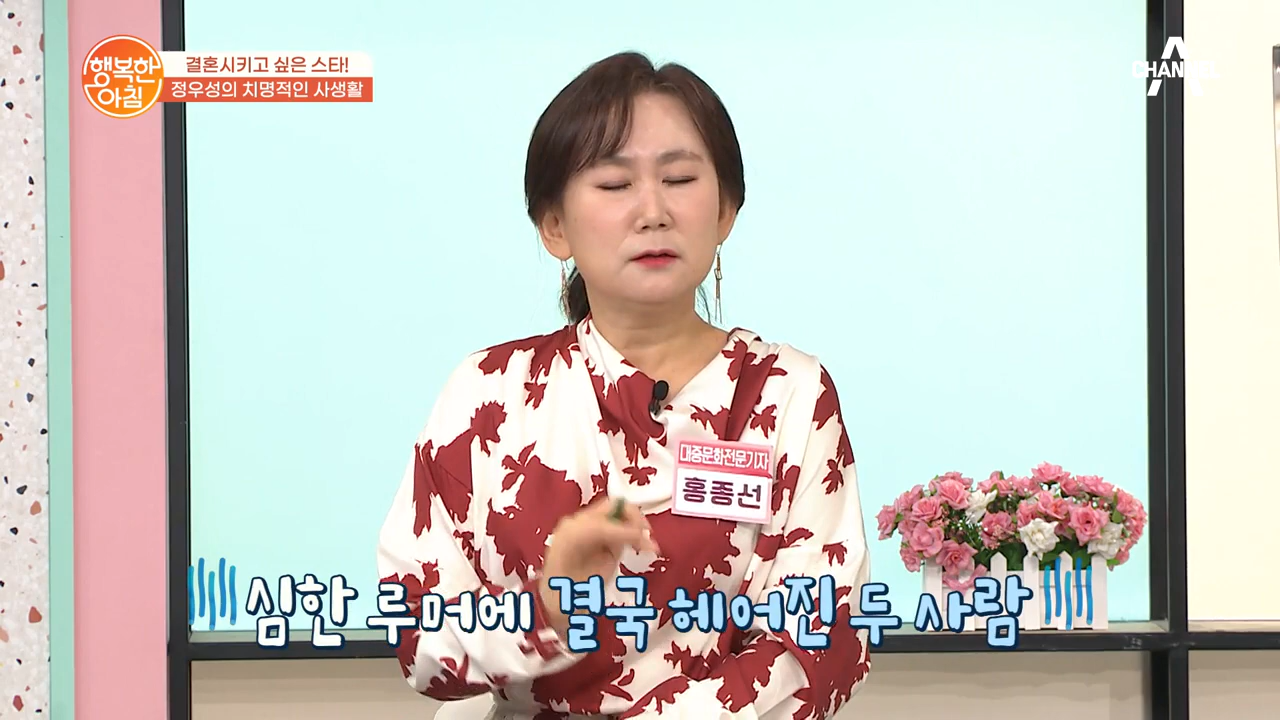 행복한
아침
결혼시키고 싶은 스타!
정우성의 치명적인 사생활
CHANNEL A
대중문화전문기자
홍종선
심한 루머에 결국 헤어진 두 사람